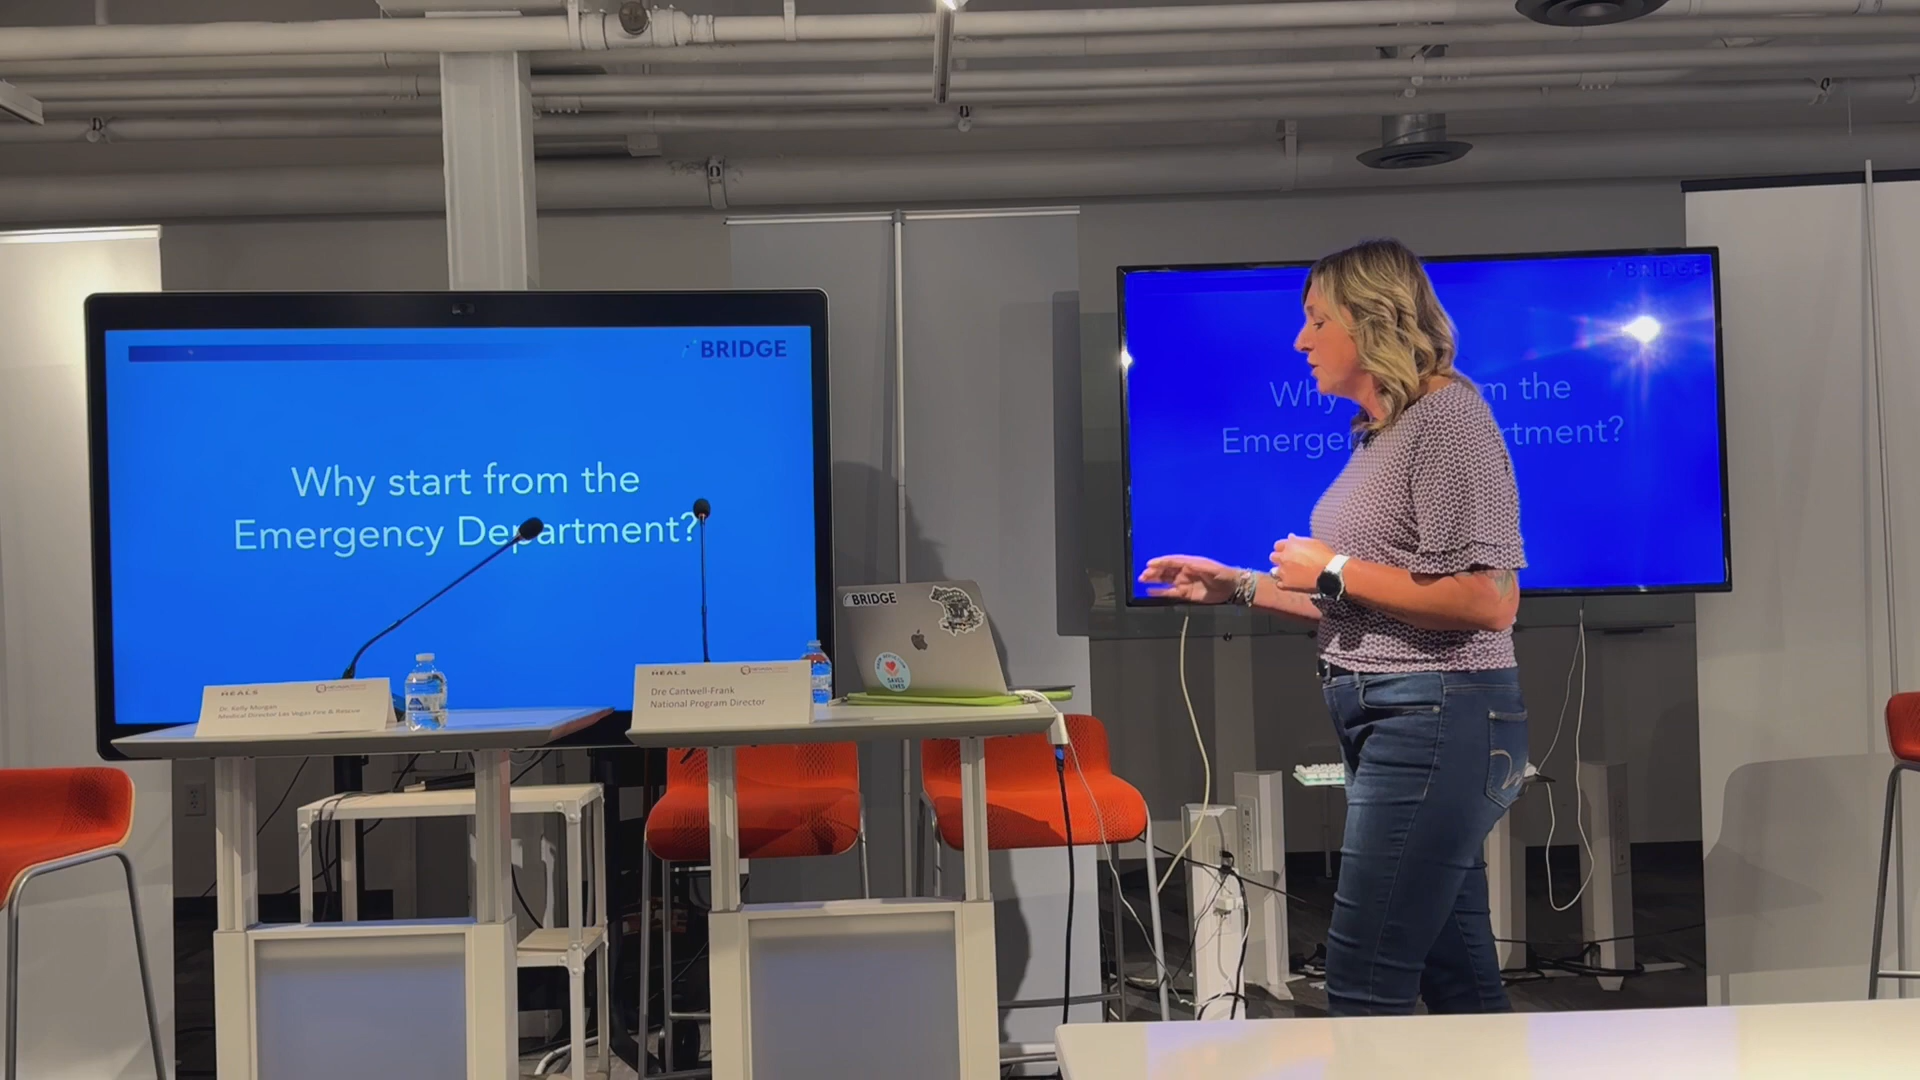 BRIDGE
Why start from the
Emergency Department?
BRIDGE
Why m the
Emerge rtment?
BRIDGE
SAVES
LIVES
HEALS
Dr. Kelly Morgan
Medical Director Las Vegas Fire & Rescue
HEALS
Dre Cantwell-Frank
National Program Director